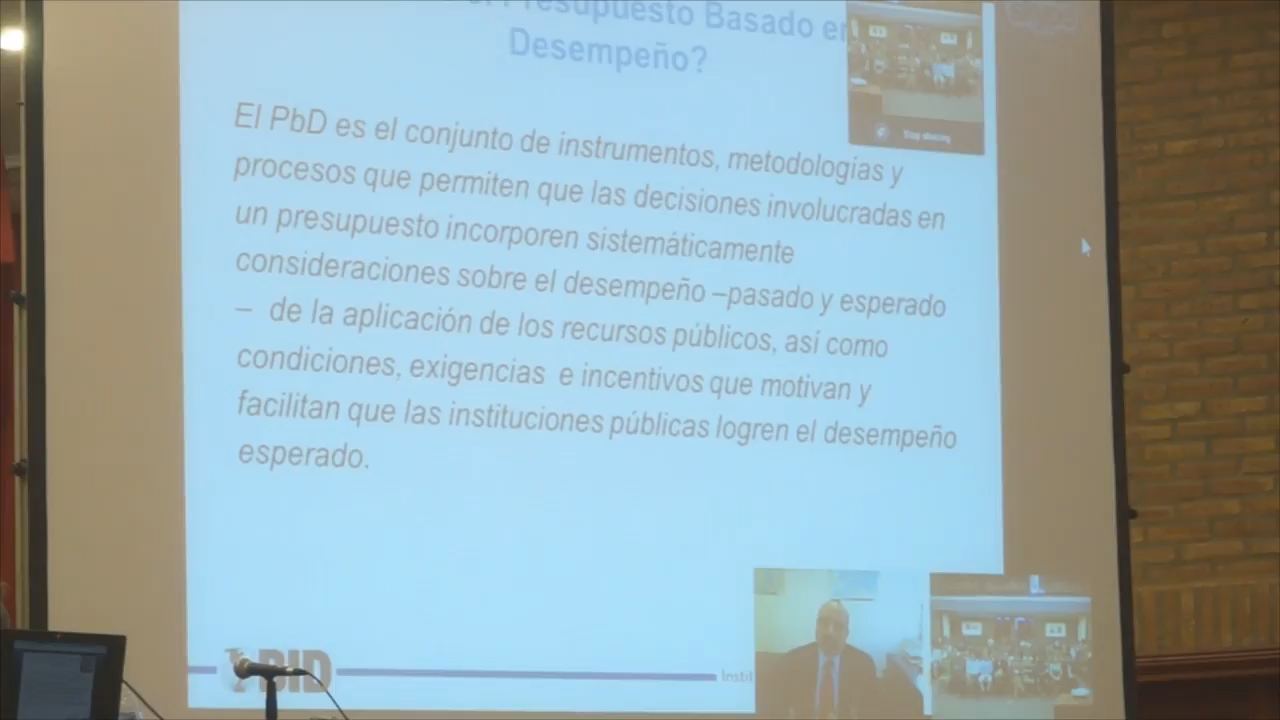 Presupuesto Basado en
Desempeño?
Stop sharing
El PbD es el conjunto de instrumentos, metodologías y
procesos que permiten que las decisiones involucradas en
un presupuesto incorporen sistemáticamente
consideraciones sobre el desempeño –pasado y esperado
– de la aplicación de los recursos públicos, así como
condiciones, exigencias e incentivos que motivan y
facilitan que las instituciones públicas logren el desempeño
esperado.
BID